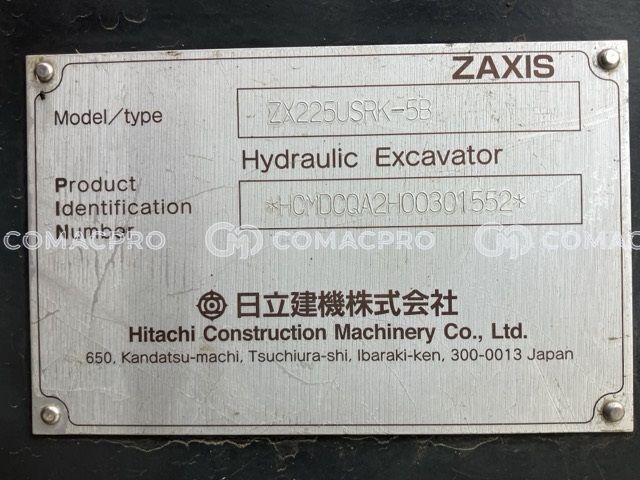 ZAXIS
Model/type ZX225USRK-5B
Hydraulic Excavator
Product
Identification *HCMDCQA2H00301552*
Number
COMACPRO COMACPRO COMACPRO
日立建機株式会社
Hitachi Construction Machinery Co., Ltd.
650, Kandatsu-machi, Tsuchiura-shi, Ibaraki-ken, 300-0013 Japan